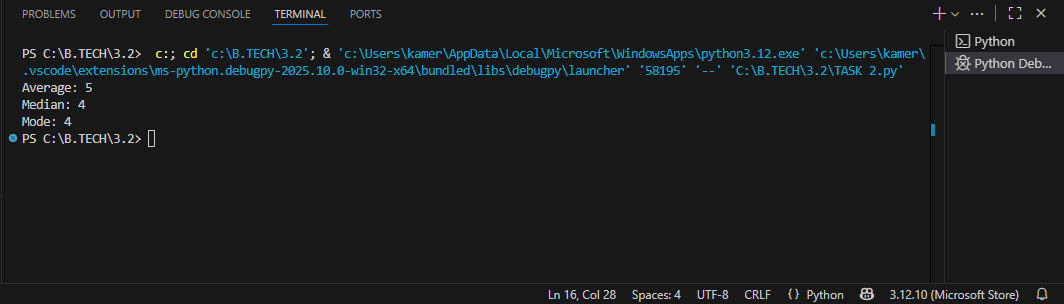 PROBLEMS OUTPUT DEBUG CONSOLE TERMINAL PORTS
PS C:\B.TECH\3.2>  c:; cd 'c:\B.TECH\3.2'; & 'c:\Users\kamer\AppData\Local\Microsoft\WindowsApps\python3.12.exe' 'c:\Users\kamer\
.vscode\extensions\ms-python.debugpy-2025.10.0-win32-x64\bundled\libs\debugpy\launcher' '58195' '--' 'C:\B.TECH\3.2\TASK 2.py'
Average: 5
Median: 4
Mode: 4
PS C:\B.TECH\3.2>
Python
Python Deb...
Ln 16, Col 28 Spaces: 4 UTF-8 CRLF {} Python 3.12.10 (Microsoft Store)